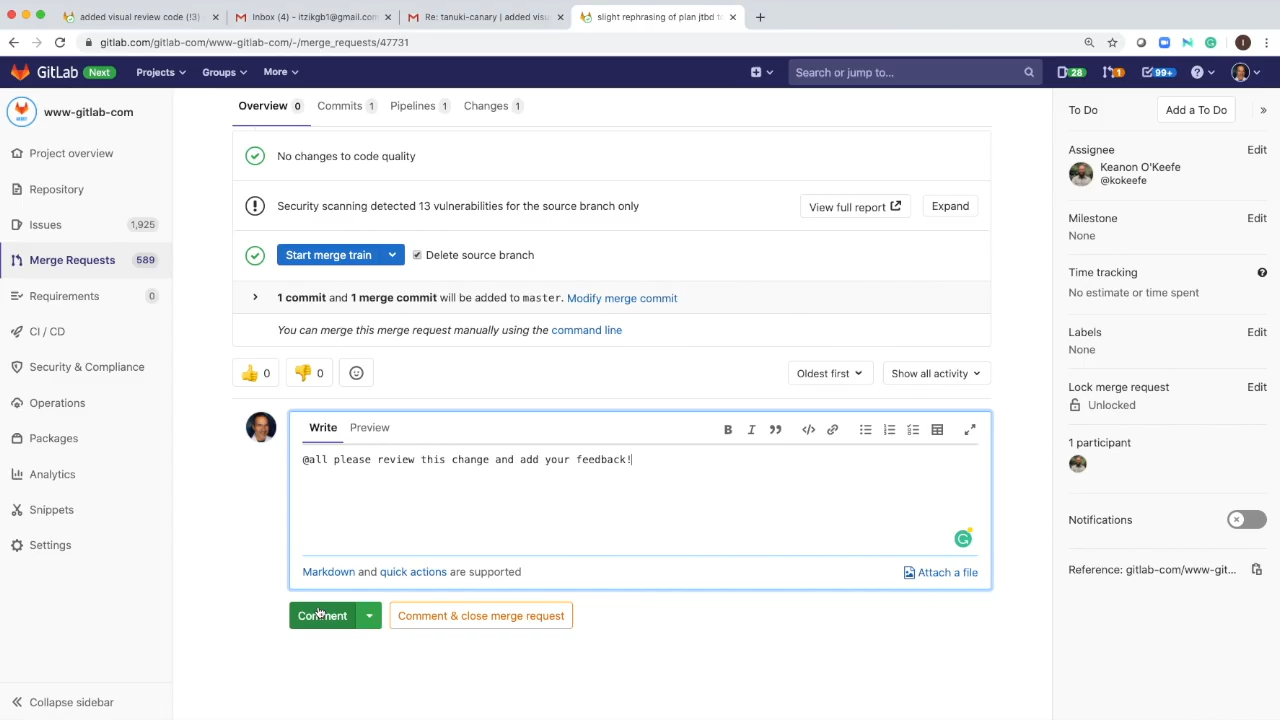 added visual review code (!3)
Inbox (4) - itzikgb1@gmail.com
Re: tanuki-canary | added visual
slight rephrasing of plan jtbd to
gitlab.com/gitlab-com/www-gitlab-com/-/merge_requests/47731
GitLab Next Projects Groups More Search or jump to... 28 1 99+
www-gitlab-com
Project overview
Repository
Issues 1,925
Merge Requests 589
Requirements 0
CI / CD
Security & Compliance
Operations
Packages
Analytics
Snippets
Settings
Collapse sidebar
Overview 0 Commits 1 Pipelines 1 Changes 1
No changes to code quality
Security scanning detected 13 vulnerabilities for the source branch only View full report Expand
Start merge train Delete source branch
1 commit and 1 merge commit will be added to master. Modify merge commit
You can merge this merge request manually using the command line
0 0 Oldest first Show all activity
Write Preview
@all please review this change and add your feedback!
Markdown and quick actions are supported Attach a file
Comment Comment & close merge request
To Do Add a To Do
Assignee Edit
Keanon O'Keefe
@kokeefe
Milestone Edit
None
Time tracking
No estimate or time spent
Labels Edit
None
Lock merge request Edit
Unlocked
1 participant
Notifications
Reference: gitlab-com/www-git...